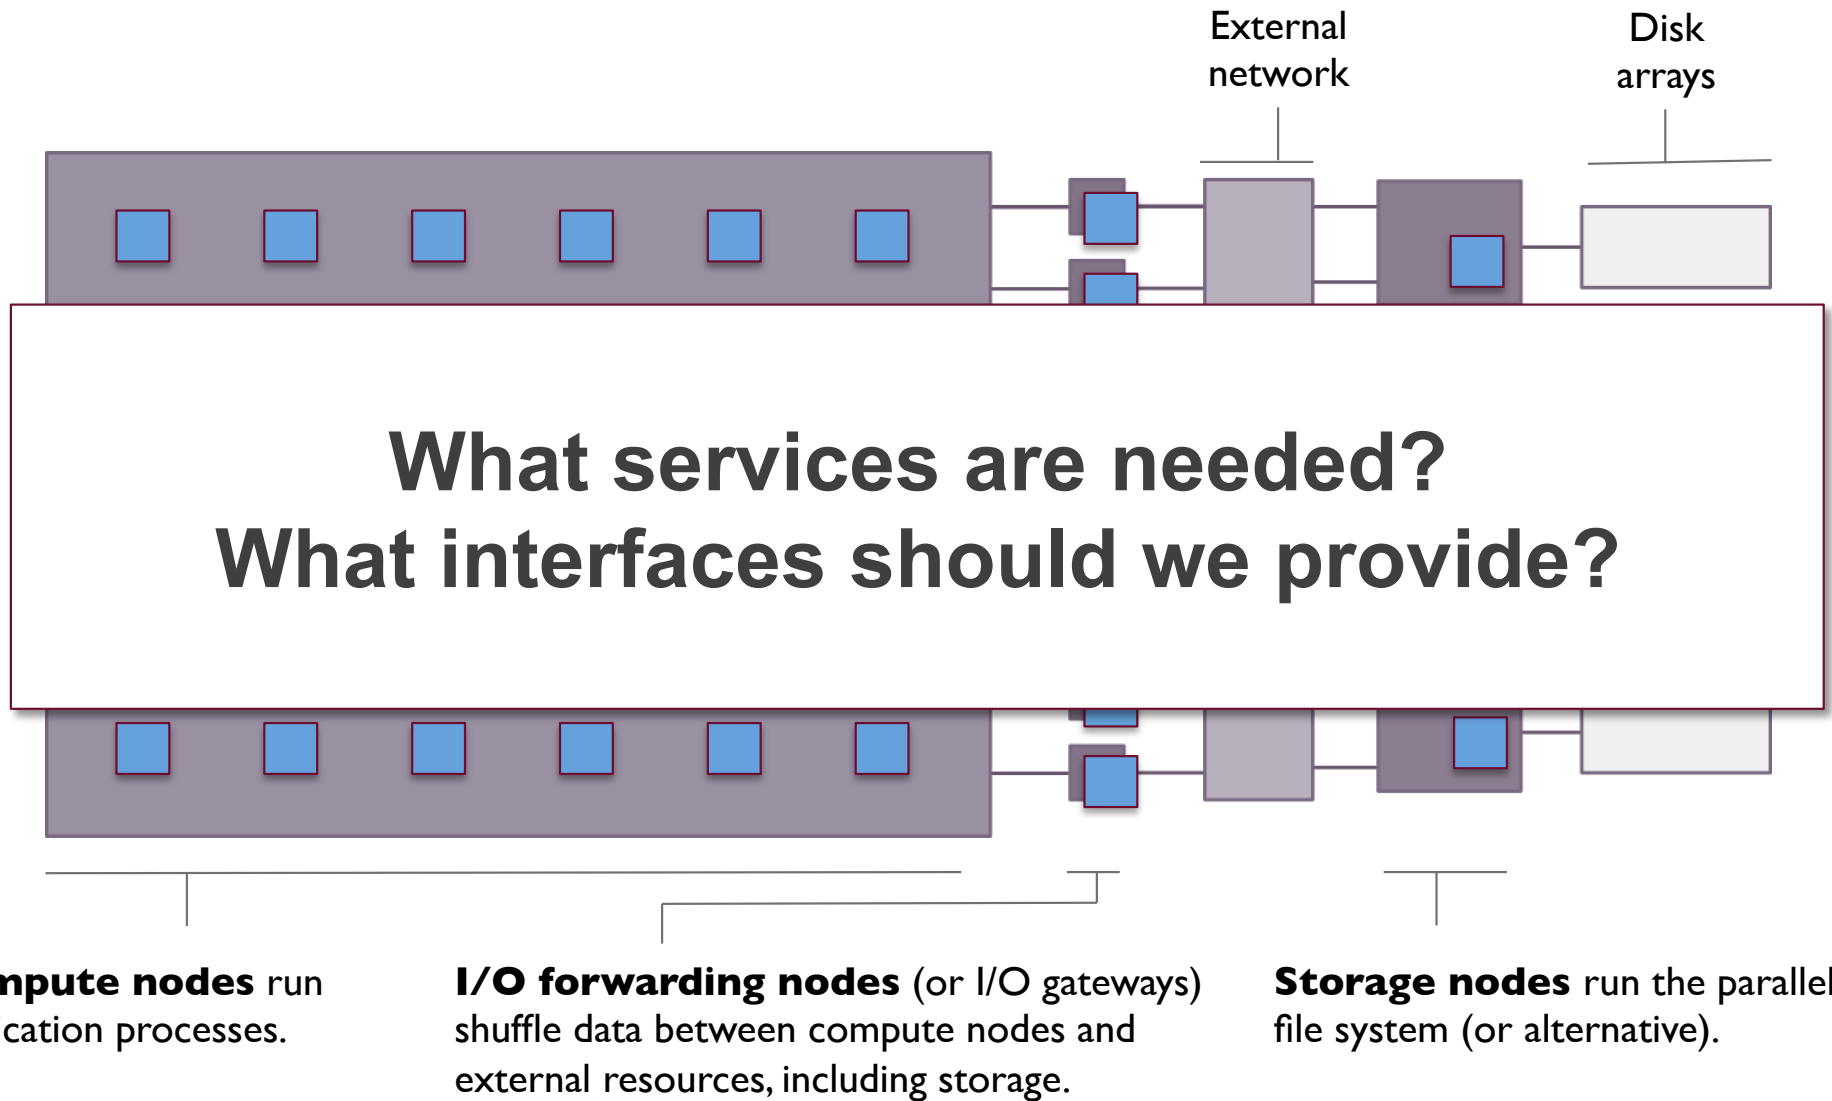 External
network
Disk
arrays
What services are needed?
What interfaces should we provide?
mpute nodes run
ication processes.
I/O forwarding nodes (or I/O gateways)
shuffle data between compute nodes and
external resources, including storage.
Storage nodes run the parallel
file system (or alternative).